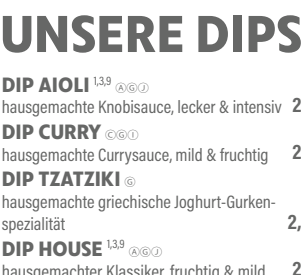 UNSERE DIPS
DIP AIOLI 1,3,9 Ⓐ Ⓖ Ⓙ
hausgemachte Knobisauce, lecker & intensiv 2
DIP CURRY Ⓒ Ⓖ Ⓘ
hausgemachte Currysauce, mild & fruchtig 2
DIP TZATZIKI Ⓖ
hausgemachte griechische Joghurt-Gurken-
spezialität 2,
DIP HOUSE 1,3,9 Ⓐ Ⓖ Ⓙ
hausgemachter Klassiker, fruchtig & mild 2